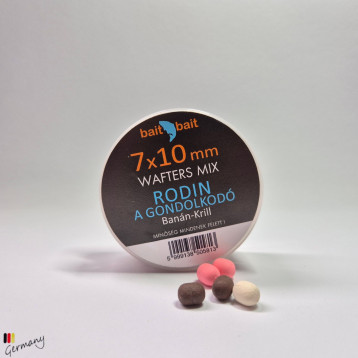 bait bait
7x10 mm
WAFTERS MIX
RODIN
A GONDOLKODÓ
Banán-Krill
MINŐSÉG MINDENEK FELETT!
Germany